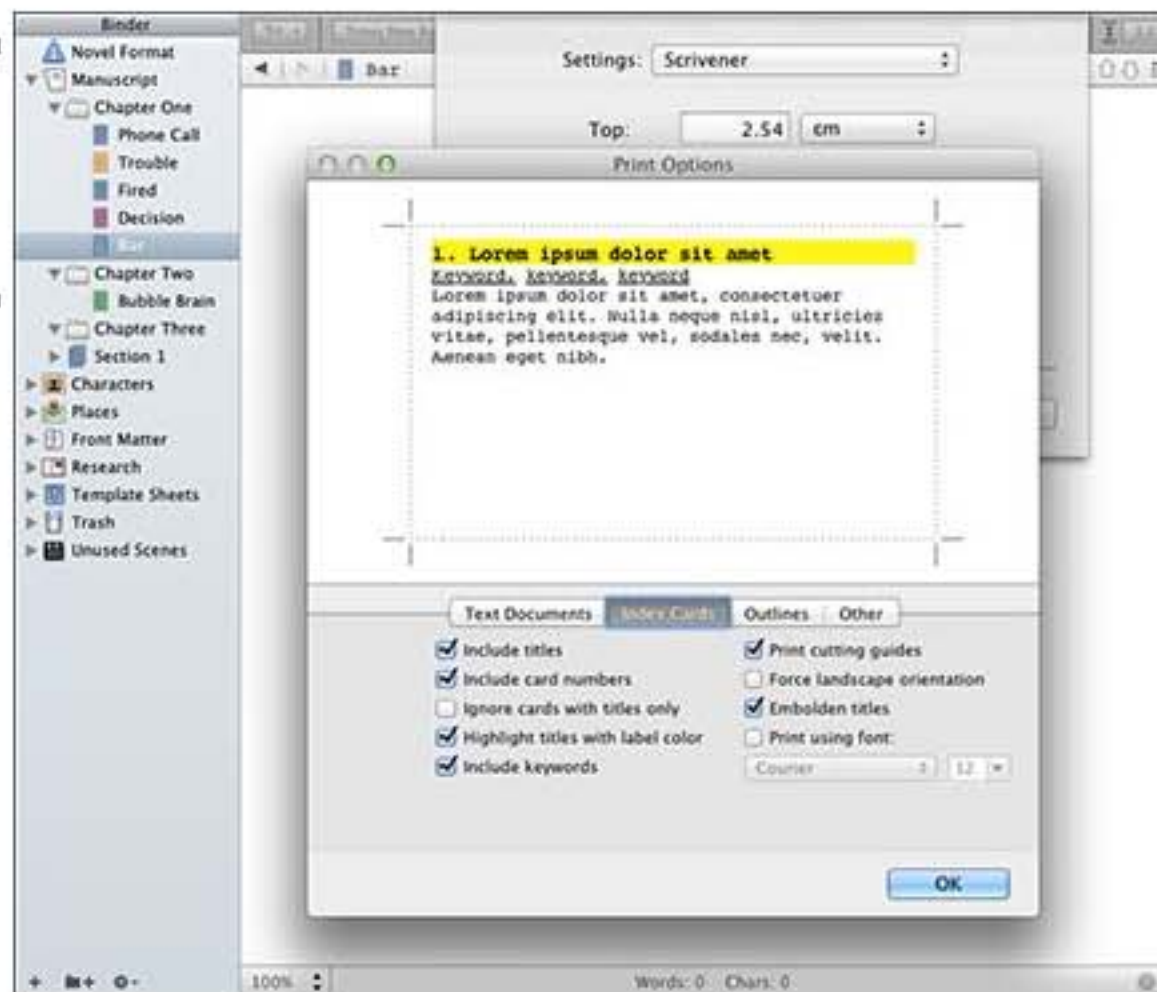 Binder
Novel Format
Manuscript
Chapter One
Phone Call
Trouble
Fired
Decision
Bar
Chapter Two
Bubble Brain
Chapter Three
Section 1
Characters
Places
Front Matter
Research
Template Sheets
Trash
Unused Scenes
Bar
Settings: Scrivener
Top: 2.54 cm
Print Options
1. Lorem ipsum dolor sit amet
Keyword, keyword, keyword
Lorem ipsum dolor sit amet, consectetuer
adipiscing elit. Nulla neque nisl, ultricies
vitae, pellentesque vel, sodales nec, velit.
Aenean eget nibh.
Text Documents Index Cards Outlines Other
Include titles
Include card numbers
Ignore cards with titles only
Highlight titles with label color
Include keywords
Print cutting guides
Force landscape orientation
Embolden titles
Print using font:
Courier 12
OK
100% Words: 0 Chars: 0